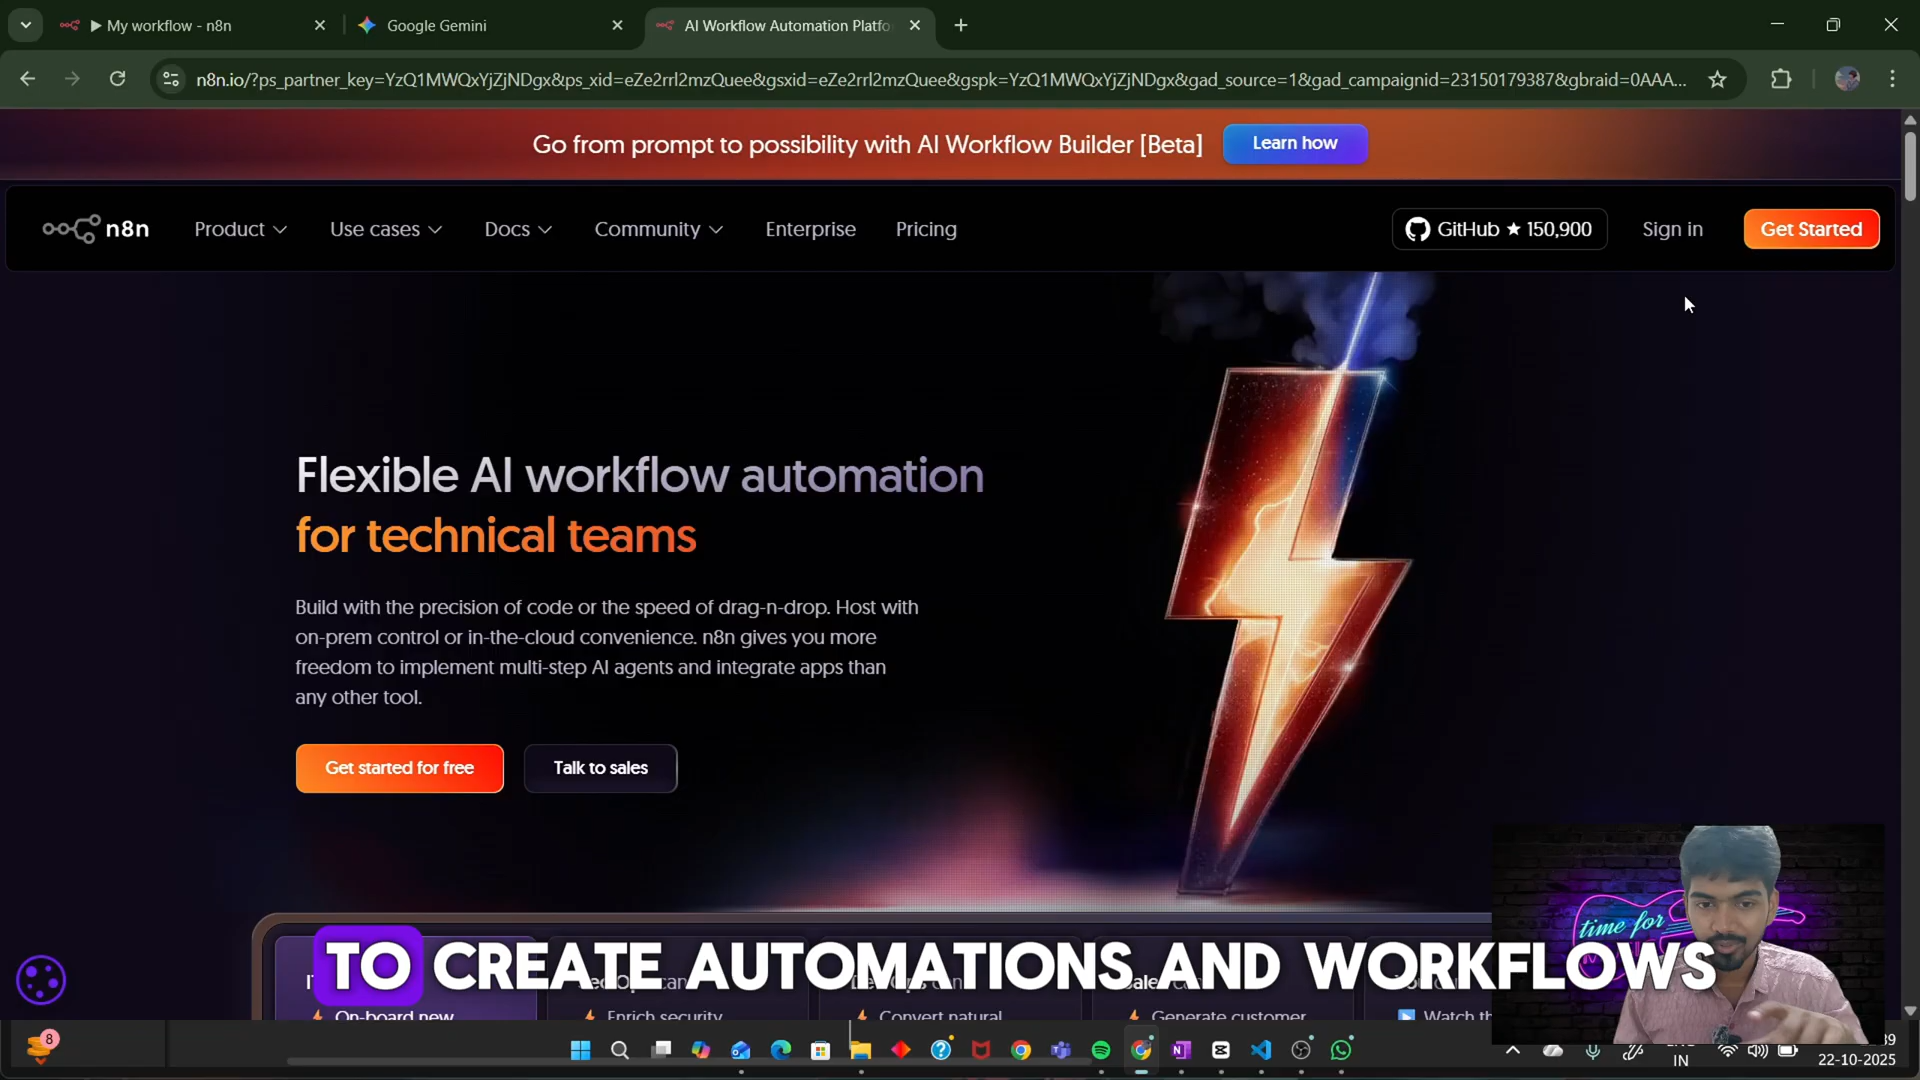 My workflow - n8n
Google Gemini
AI Workflow Automation Platfo
n8n.io/?ps_partner_key=YzQ1MWQxYjZjNDgx&ps_xid=eZe2rrl2mzQuee&gsxid=eZe2rrl2mzQuee&gspk=YzQ1MWQxYjZjNDgx&gad_source=1&gad_campaignid=23150179387&gbraid=0AAA...
Go from prompt to possibility with AI Workflow Builder [Beta]
Learn how
n8n
Product
Use cases
Docs
Community
Enterprise
Pricing
GitHub ★ 150,900
Sign in
Get Started
Flexible AI workflow automation
for technical teams
Build with the precision of code or the speed of drag-n-drop. Host with
on-prem control or in-the-cloud convenience. n8n gives you more
freedom to implement multi-step AI agents and integrate apps than
any other tool.
Get started for free
Talk to sales
time for
TO CREATE AUTOMATIONS AND WORKFLOWS
On-board new
Enrich security
Convert natural
Generate customer
Watch th
8
IN
22-10-2025